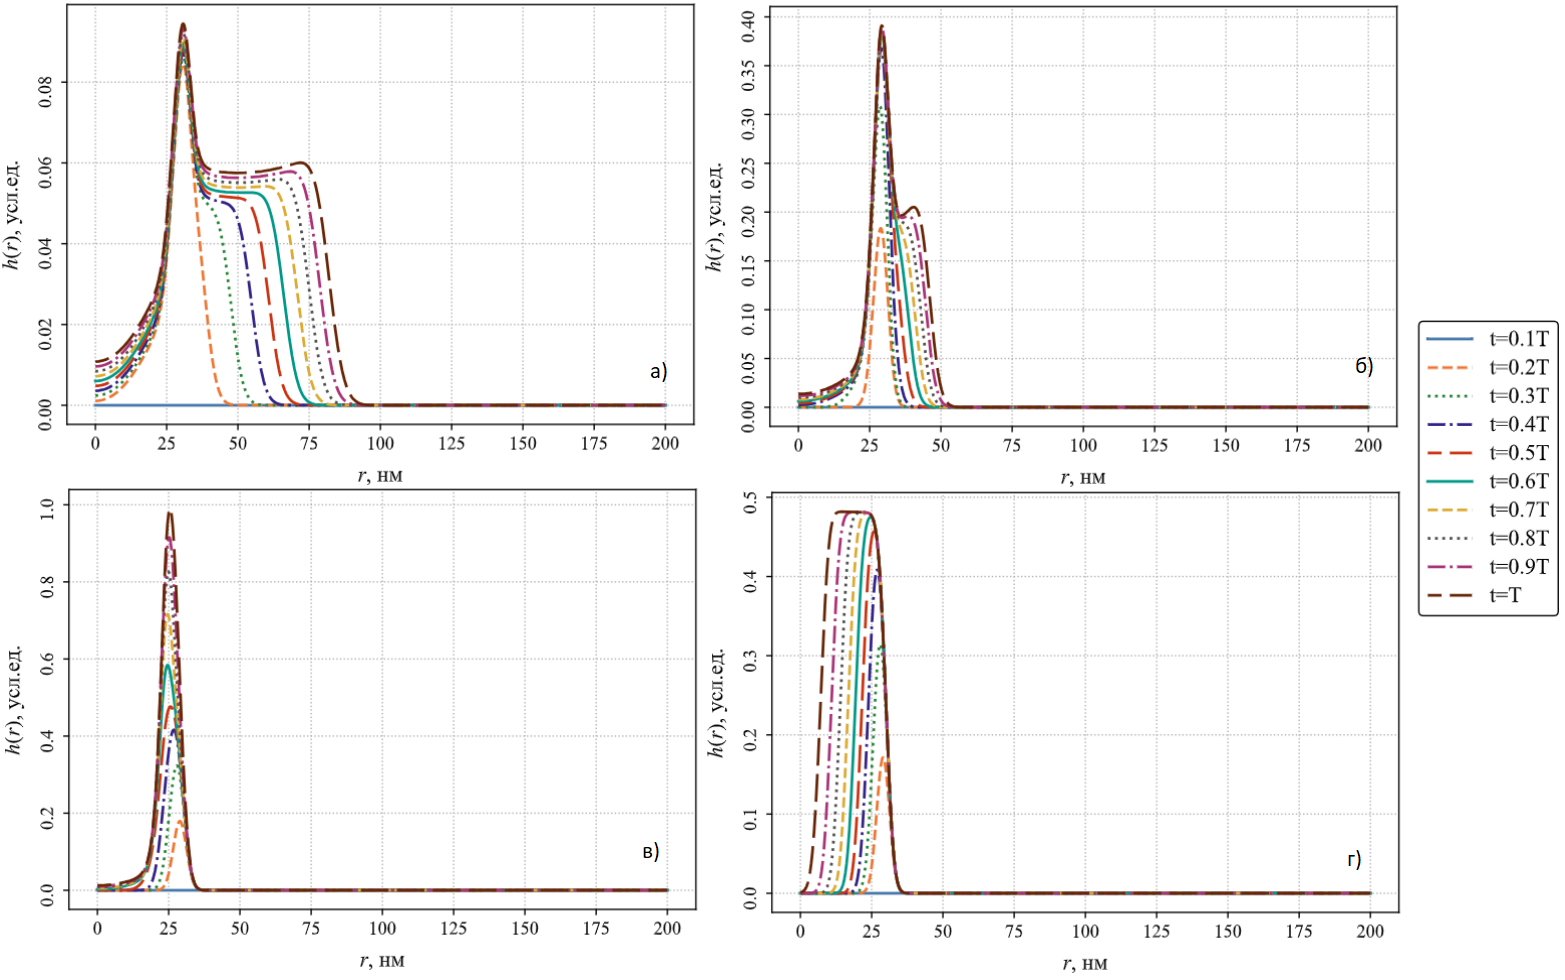 0.08
0.06
0.04
0.02
0.00
h(r), усл.ед.
а)
0 25 50 75 100 125 150 175 200
r, нм
0.40
0.35
0.30
0.25
0.20
0.15
0.10
0.05
0.00
h(r), усл.ед.
б)
0 25 50 75 100 125 150 175 200
r, нм
1.0
0.8
0.6
0.4
0.2
0.0
h(r), усл.ед.
в)
0 25 50 75 100 125 150 175 200
r, нм
0.5
0.4
0.3
0.2
0.1
0.0
h(r), усл.ед.
г)
0 25 50 75 100 125 150 175 200
r, нм
t=0.1T
t=0.2T
t=0.3T
t=0.4T
t=0.5T
t=0.6T
t=0.7T
t=0.8T
t=0.9T
t=T